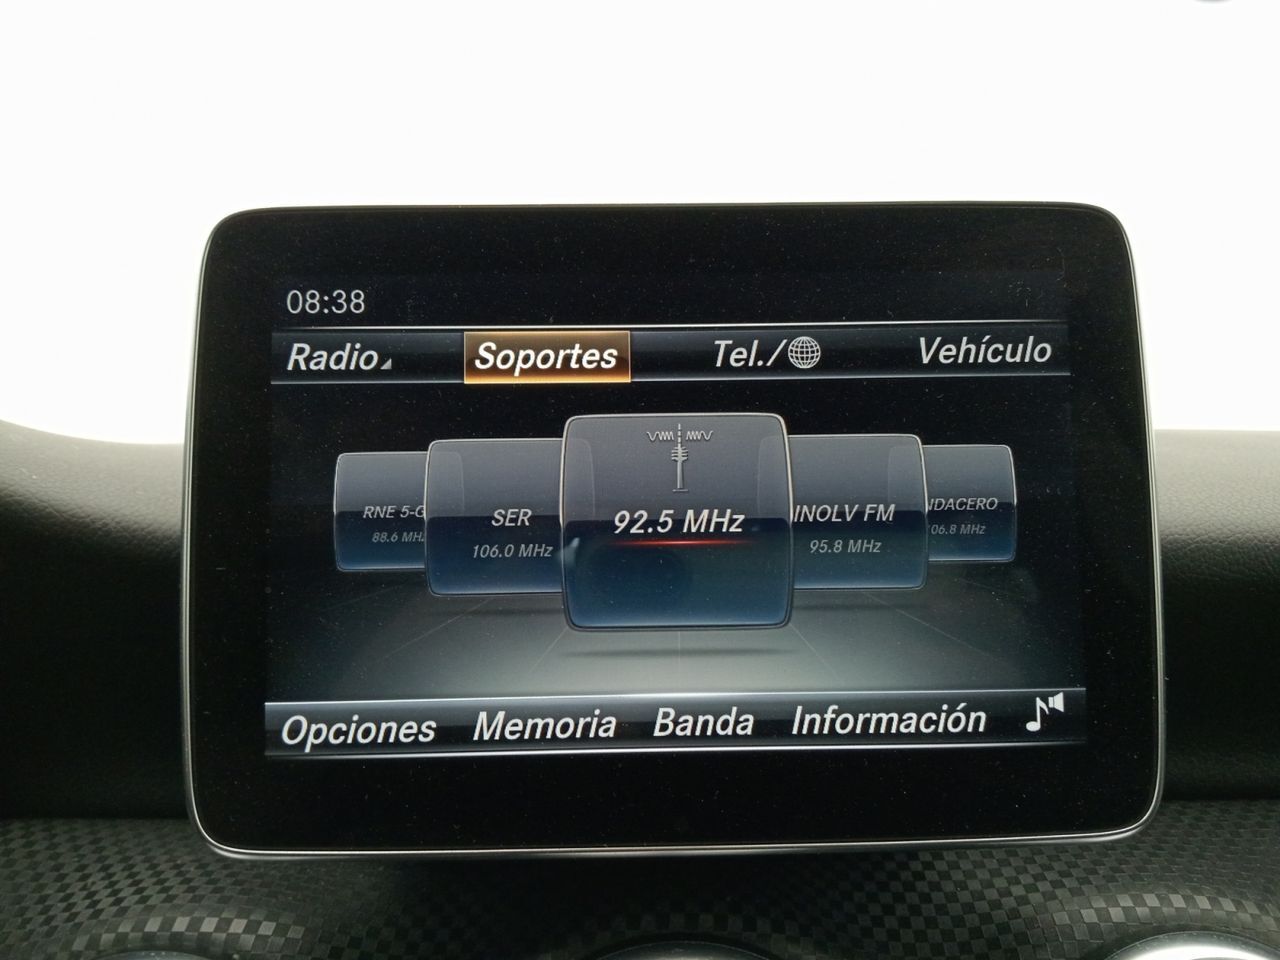 08:38
Radio Soportes Tel./ Vehículo
RNE 5-G SER 92.5 MHz INOLV FM NDACERO
88.6 MHz 106.0 MHz 95.8 MHz 06.8 MHz
Opciones Memoria Banda Información